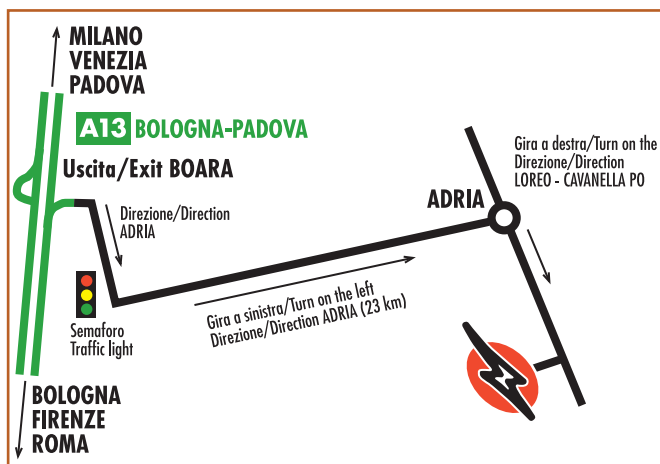 MILANO
VENEZIA
PADOVA
A13 BOLOGNA-PADOVA
Uscita/Exit BOARA
Direzione/Direction
ADRIA
Semaforo
Traffic light
Gira a sinistra/Turn on the left
Direzione/Direction ADRIA (23 km)
ADRIA
Gira a destra/Turn on the
Direzione/Direction
LOREO - CAVANELLA PO
BOLOGNA
FIRENZE
ROMA